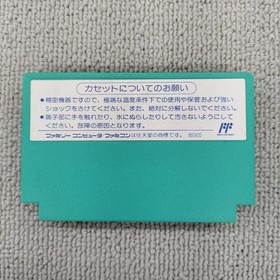 カセットについてのお願い
●精密機器ですので、極端な温度条件下での使用や保管および強い
ショックをさけてください。また、絶対に分解しないでください。
●端子部に手を触れたり、水にぬらしたりして汚さないようにして
ください。故障の原因となります。
ファミリーコンピュータ・ファミコンは任天堂の商標です。